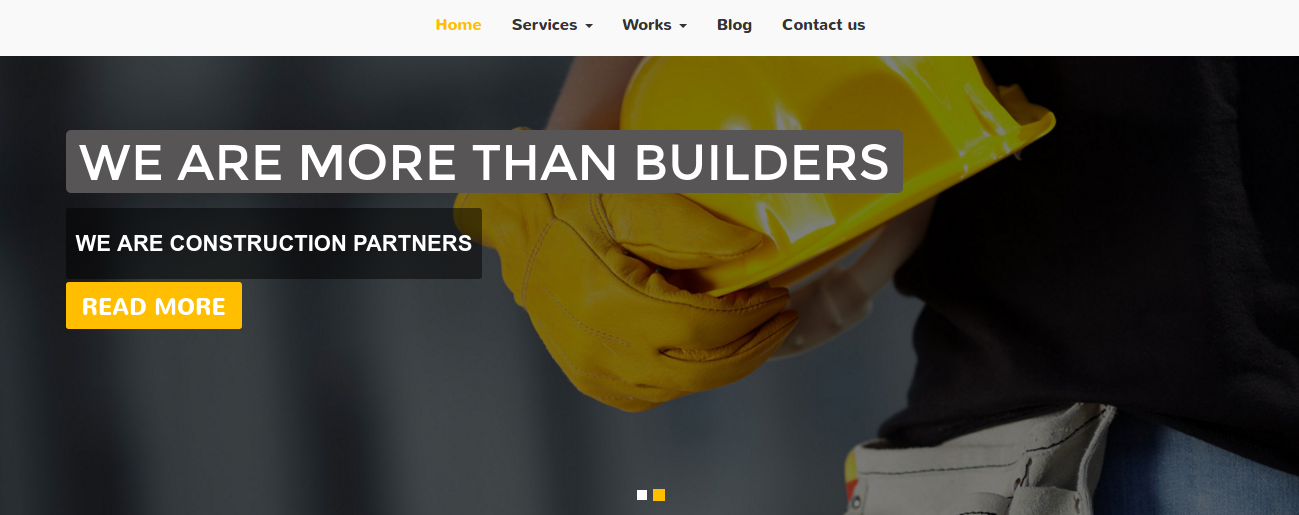 Home Services Works Blog Contact us
WE ARE MORE THAN BUILDERS
WE ARE CONSTRUCTION PARTNERS
READ MORE